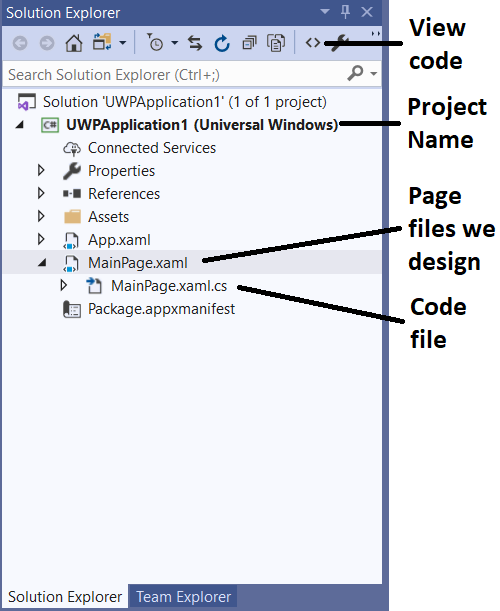 Solution Explorer
View
code
Search Solution Explorer (Ctrl+;)
Solution 'UWPApplication1' (1 of 1 project)
C# UWPApplication1 (Universal Windows)
Project
Name
Connected Services
Properties
References
Page
files we
design
Assets
App.xaml
MainPage.xaml
MainPage.xaml.cs
Code
file
Package.appxmanifest
Solution Explorer
Team Explorer